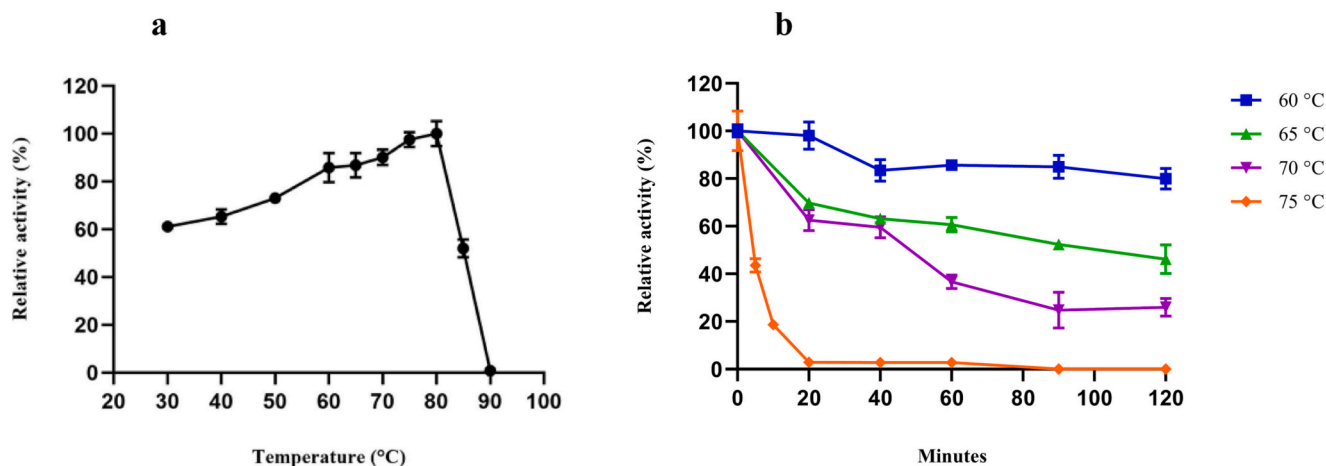 a
120
100
80
60
40
20
0
Relative activity (%)
20 30 40 50 60 70 80 90 100
Temperature (°C)
b
120
100
80
60
40
20
0
Relative activity (%)
0 20 40 60 80 100 120
Minutes
60 °C
65 °C
70 °C
75 °C